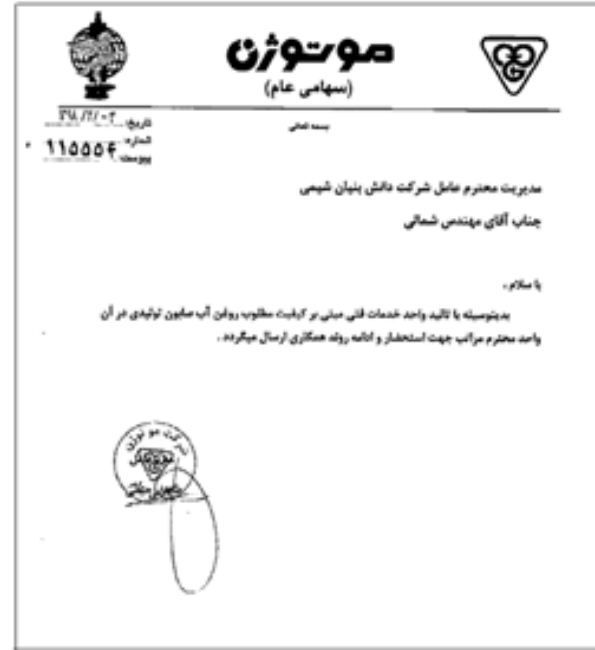 موتوژن
(سهامی عام)
بسمه تعالی
تاریخ:
شماره: ۱۱۵۵۵۴
پیوست:
مدیریت محترم عامل شرکت دانش بنیان شیمی
جناب آقای مهندس شمالی
با سلام،
بدینوسیله با تائید واحد خدمات فنی مبنی بر کیفیت مطلوب روغن آب صابون تولیدی در آن
واحد محترم مراتب جهت استحضار و ادامه روند همکاری ارسال میگردد .
شرکت موتوژن